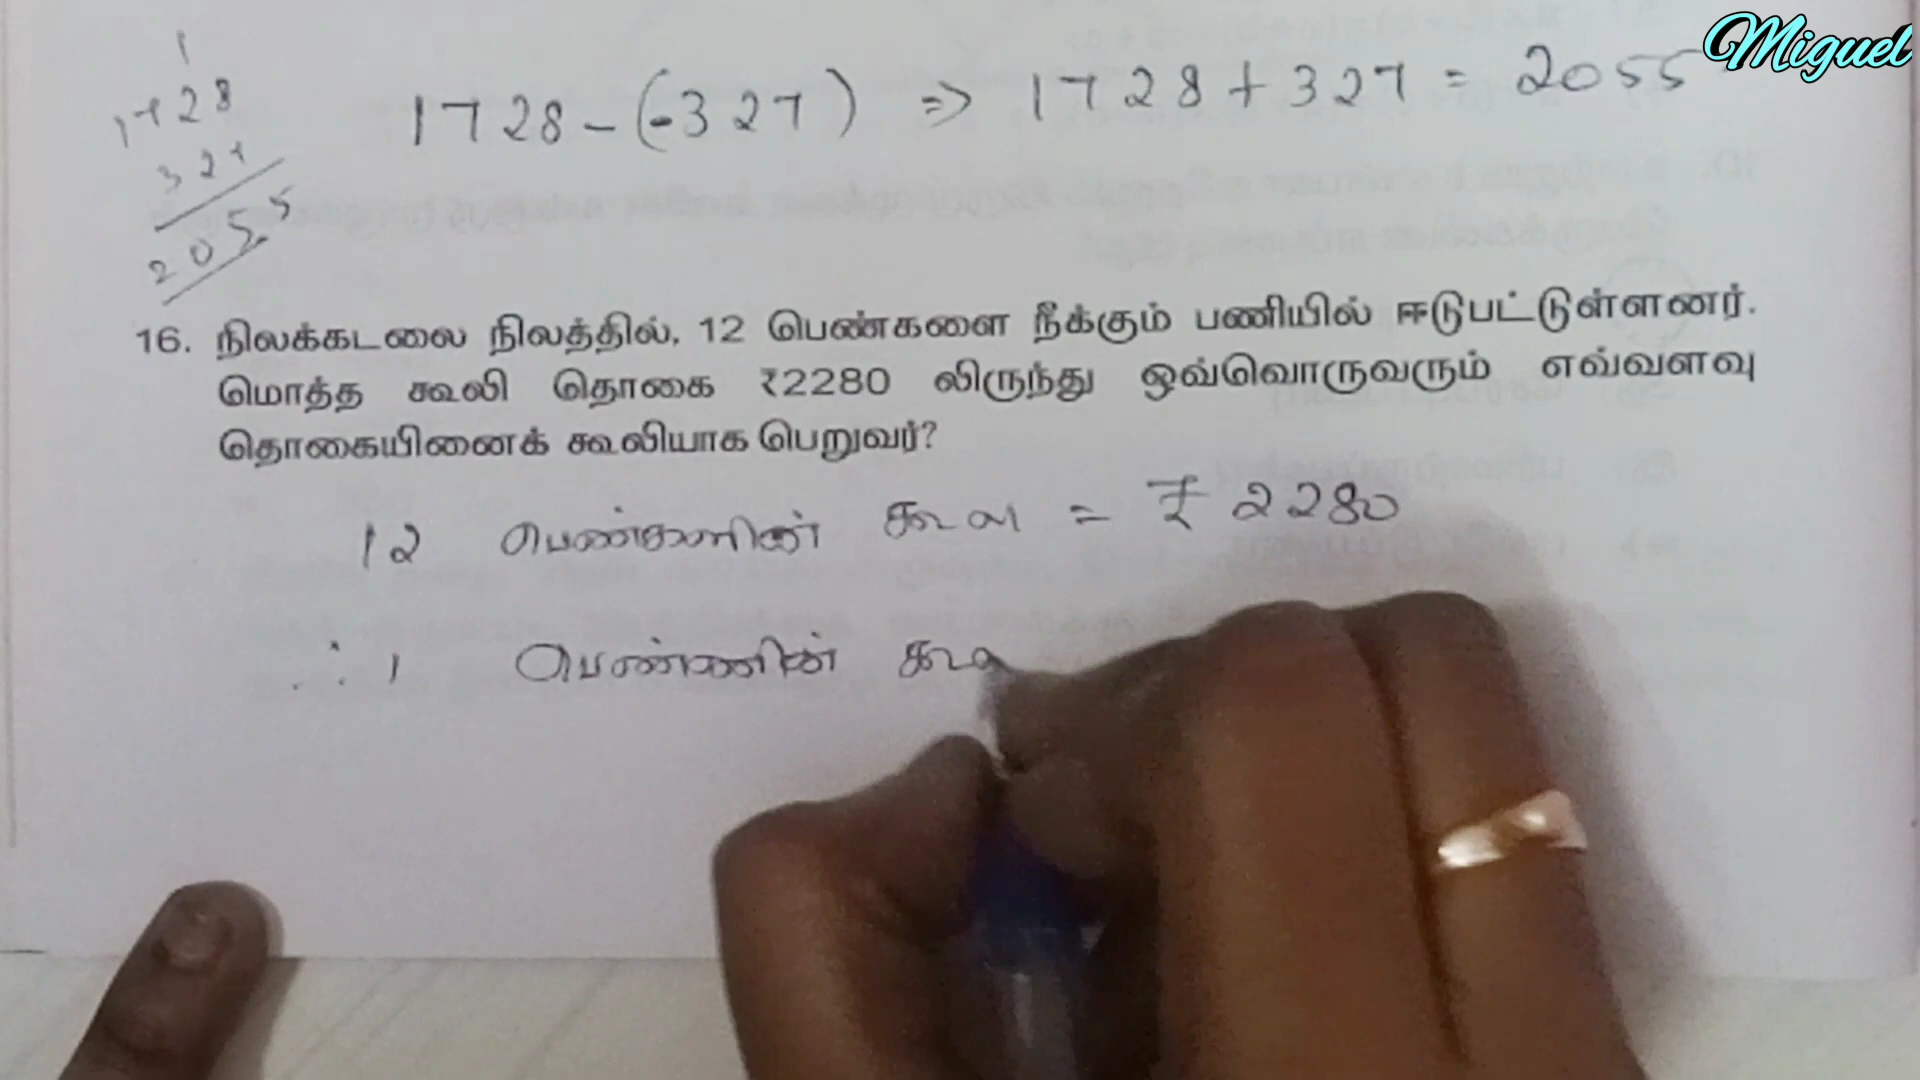 Miguel
1
1728
327
2055
1728 - (-327) ⇒ 1728 + 327 = 2055
16. நிலக்கடலை நிலத்தில், 12 பெண்களை நீக்கும் பணியில் ஈடுபட்டுள்ளனர்.
மொத்த கூலி தொகை ₹2280 லிருந்து ஒவ்வொருவரும் எவ்வளவு
தொகையினைக் கூலியாக பெறுவர்?
12 பெண்களின் கூலி = ₹ 2280
∴ 1 பெண்ணின்